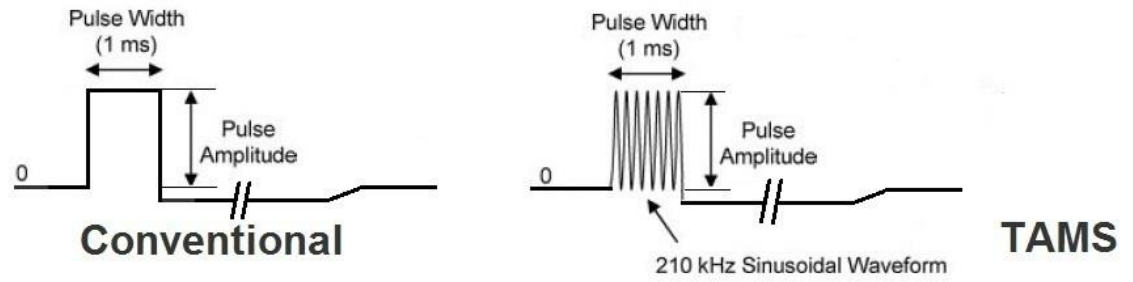 Pulse Width
(1 ms)
Pulse
Amplitude
0
Conventional
Pulse Width
(1 ms)
Pulse
Amplitude
0
210 kHz Sinusoidal Waveform
TAMS